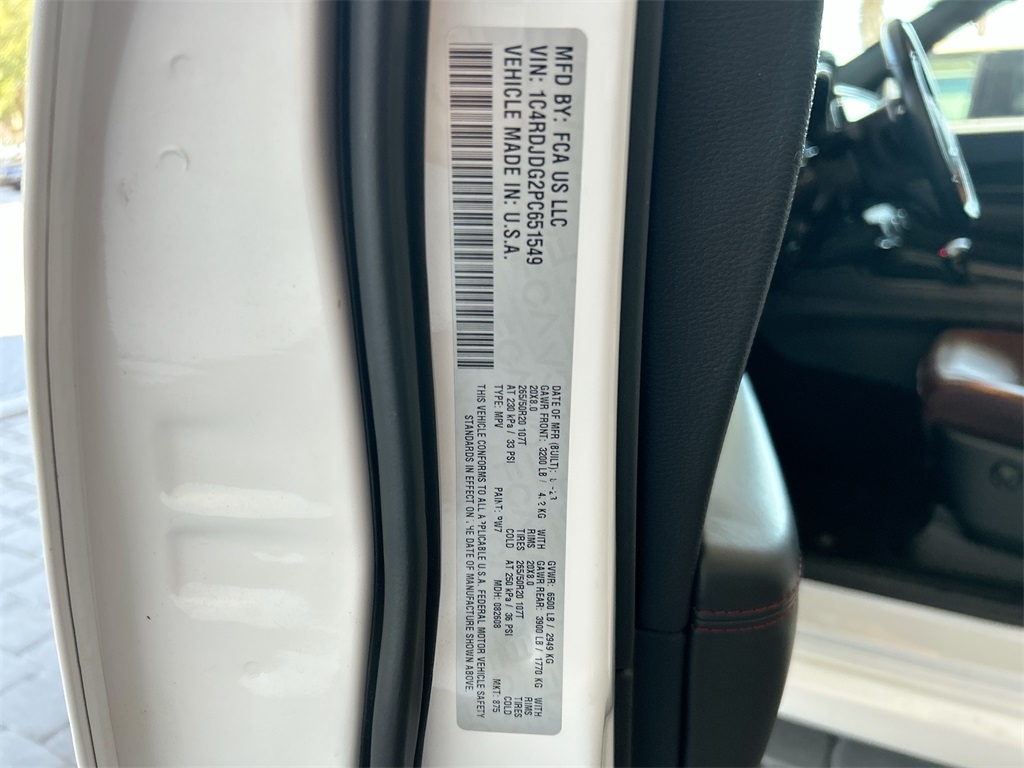 MFD BY: FCA US LLC
VIN: 1C4RDJDG2PC651549
VEHICLE MADE IN: U.S.A.
DATE OF MFR (BUILT): GVWR: 6500 LB / 2949 KG
GAWR FRONT: 3200 LB / KG WITH GAWR REAR: 3900 LB / 1770 KG WITH
20X8.0 RIMS 20X8.0 RIMS
265/50R20 107T TIRES 265/50R20 107T TIRES
AT 230 kPa / 33 PSI COLD AT 250 kPa / 36 PSI COLD
TYPE: MPV PAINT: PW7 MDH: 082608 MKT: 875
THIS VEHICLE CONFORMS TO ALL APPLICABLE U.S.A. FEDERAL MOTOR VEHICLE SAFETY
STANDARDS IN EFFECT ON THE DATE OF MANUFACTURE SHOWN ABOVE.